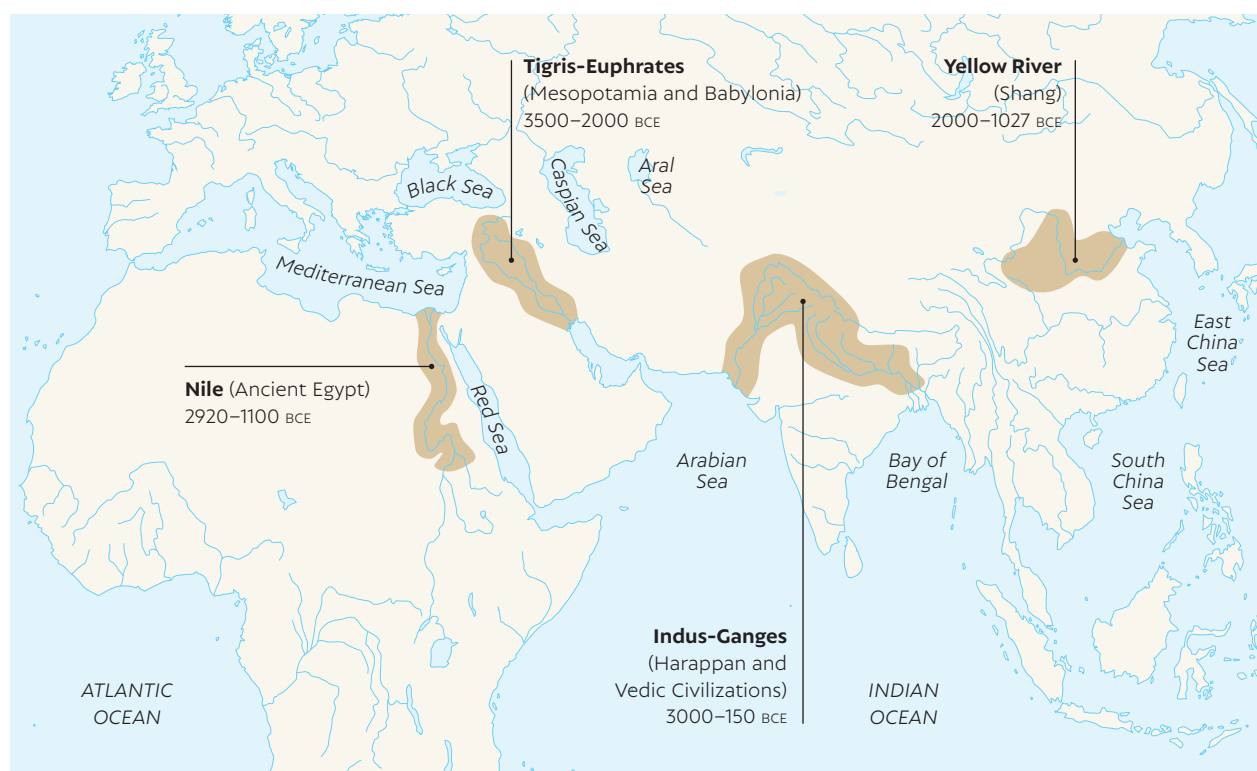 Tigris-Euphrates
(Mesopotamia and Babylonia)
3500–2000 BCE
Yellow River
(Shang)
2000–1027 BCE
Black Sea
Caspian Sea
Aral
Sea
Mediterranean Sea
Nile (Ancient Egypt)
2920–1100 BCE
Red Sea
East
China
Sea
Arabian
Sea
Bay of
Bengal
South
China
Sea
Indus-Ganges
(Harappan and
Vedic Civilizations)
3000–150 BCE
ATLANTIC
OCEAN
INDIAN
OCEAN